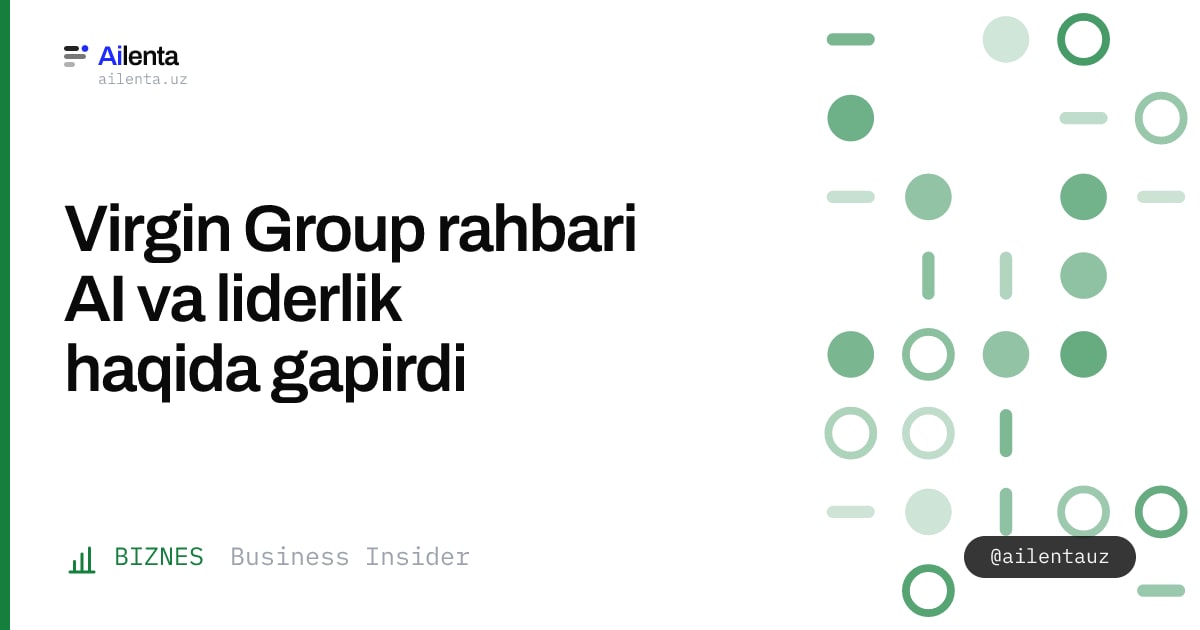 Ailenta
ailenta.uz
Virgin Group rahbari
AI va liderlik
haqida gapirdi
BIZNES Business Insider
@ailentauz